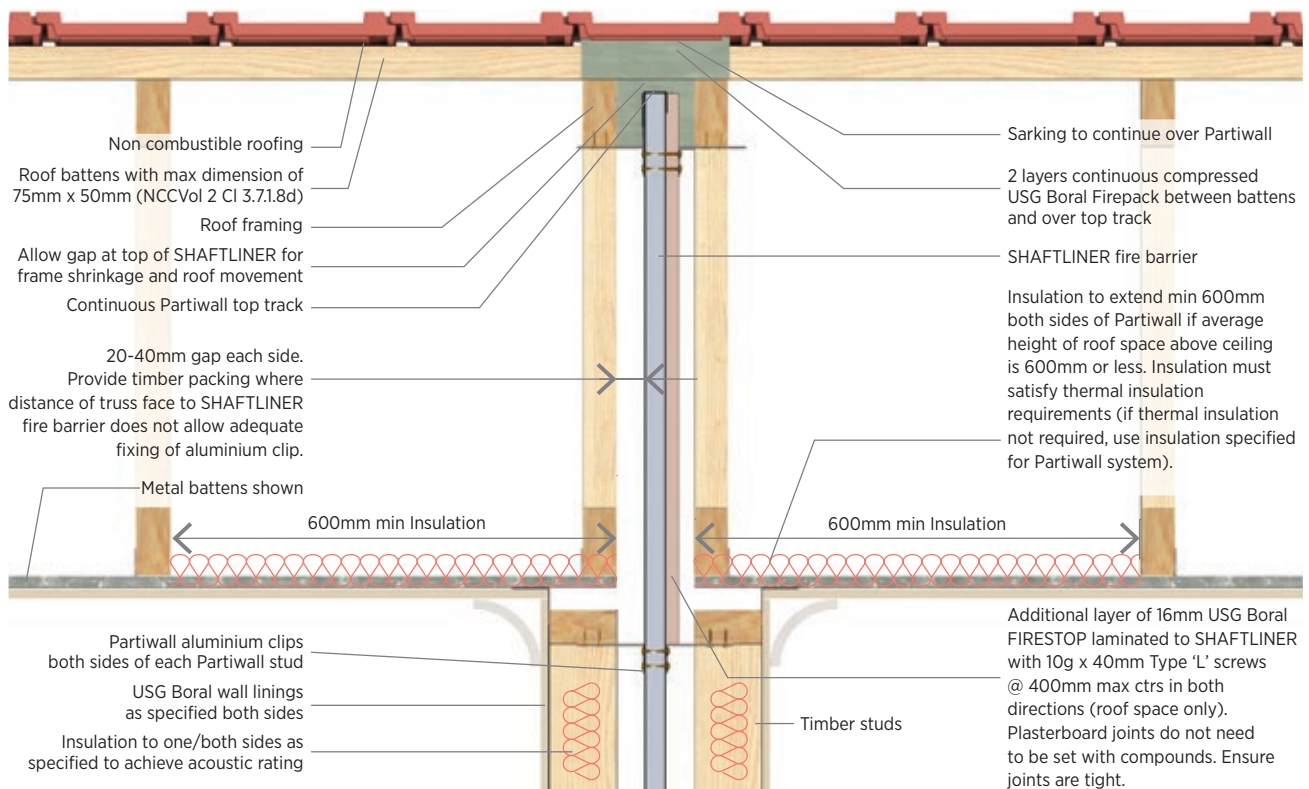 Non combustible roofing
Roof battens with max dimension of
75mm x 50mm (NCCVol 2 Cl 3.7.1.8d)
Roof framing
Allow gap at top of SHAFTLINER for
frame shrinkage and roof movement
Continuous Partiwall top track
20-40mm gap each side.
Provide timber packing where
distance of truss face to SHAFTLINER
fire barrier does not allow adequate
fixing of aluminium clip.
Metal battens shown
600mm min Insulation
Partiwall aluminium clips
both sides of each Partiwall stud
USG Boral wall linings
as specified both sides
Insulation to one/both sides as
specified to achieve acoustic rating
Sarking to continue over Partiwall
2 layers continuous compressed
USG Boral Firepack between battens
and over top track
SHAFTLINER fire barrier
Insulation to extend min 600mm
both sides of Partiwall if average
height of roof space above ceiling
is 600mm or less. Insulation must
satisfy thermal insulation
requirements (if thermal insulation
not required, use insulation specified
for Partiwall system).
600mm min Insulation
Timber studs
Additional layer of 16mm USG Boral
FIRESTOP laminated to SHAFTLINER
with 10g x 40mm Type ‘L’ screws
@ 400mm max ctrs in both
directions (roof space only).
Plasterboard joints do not need
to be set with compounds. Ensure
joints are tight.